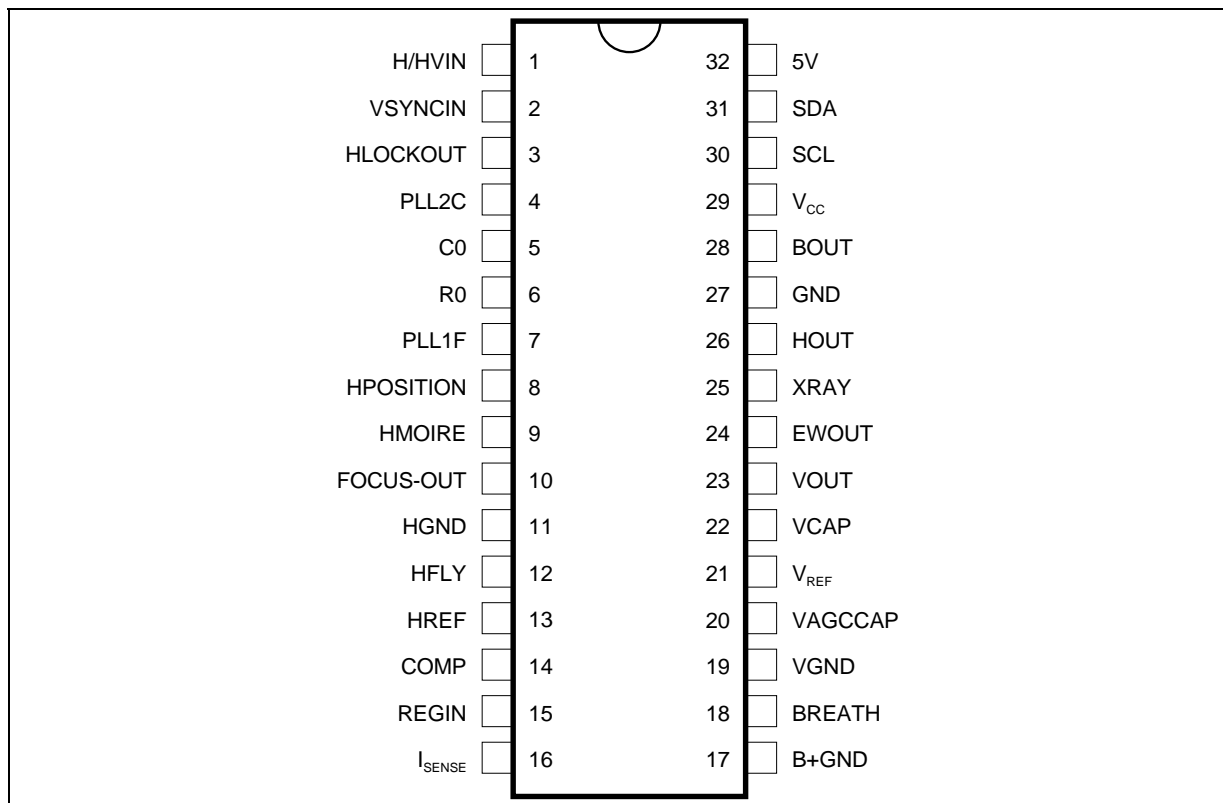 H/HVIN 1 32 5V
VSYNCIN 2 31 SDA
HLOCKOUT 3 30 SCL
PLL2C 4 29 VCC
C0 5 28 BOUT
R0 6 27 GND
PLL1F 7 26 HOUT
HPOSITION 8 25 XRAY
HMOIRE 9 24 EWOUT
FOCUS-OUT 10 23 VOUT
HGND 11 22 VCAP
HFLY 12 21 VREF
HREF 13 20 VAGCCAP
COMP 14 19 VGND
REGIN 15 18 BREATH
ISENSE 16 17 B+GND